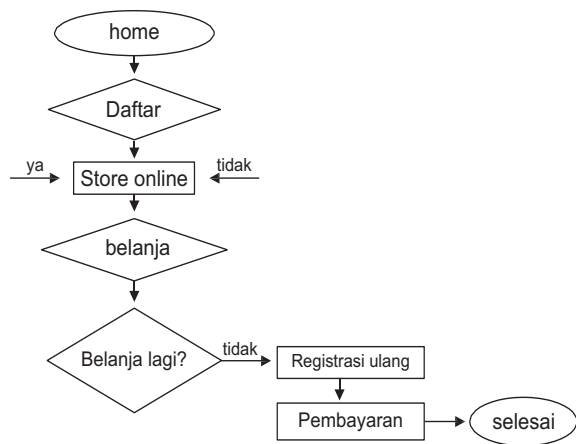 home
Daftar
ya
Store online
tidak
belanja
Belanja lagi?
tidak
Registrasi ulang
Pembayaran
selesai